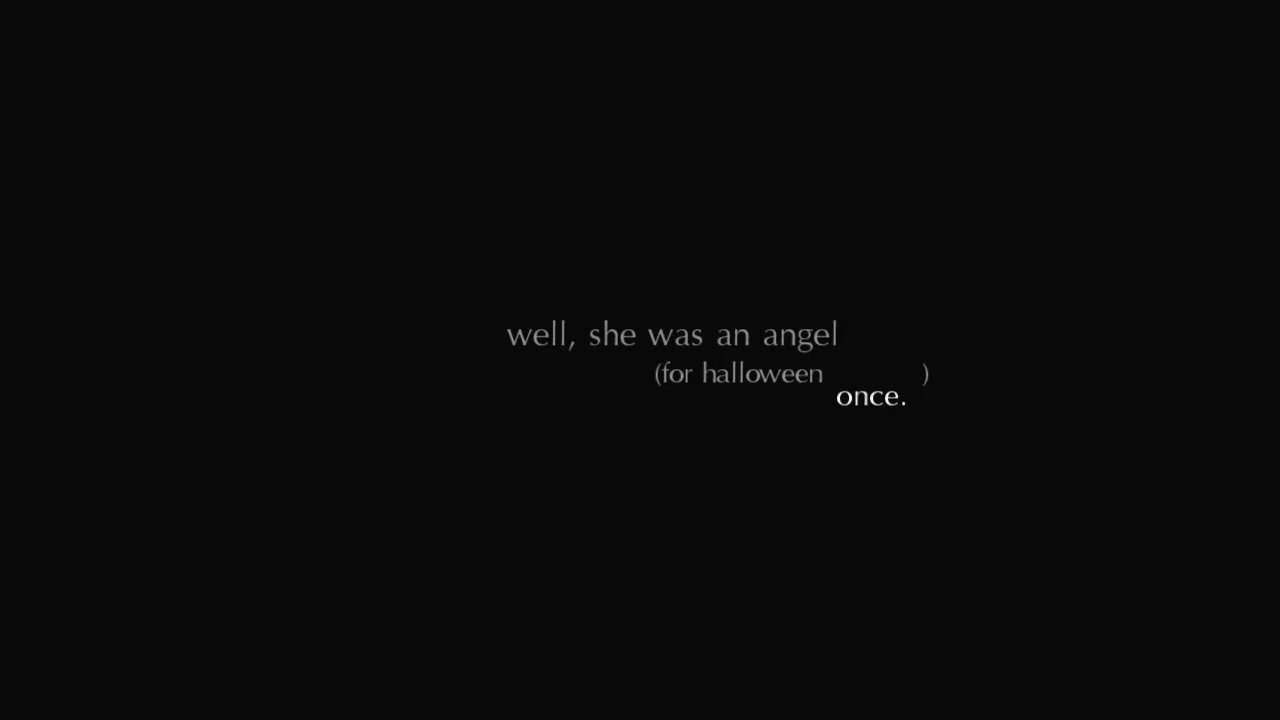 well, she was an angel
(for halloween )
once.